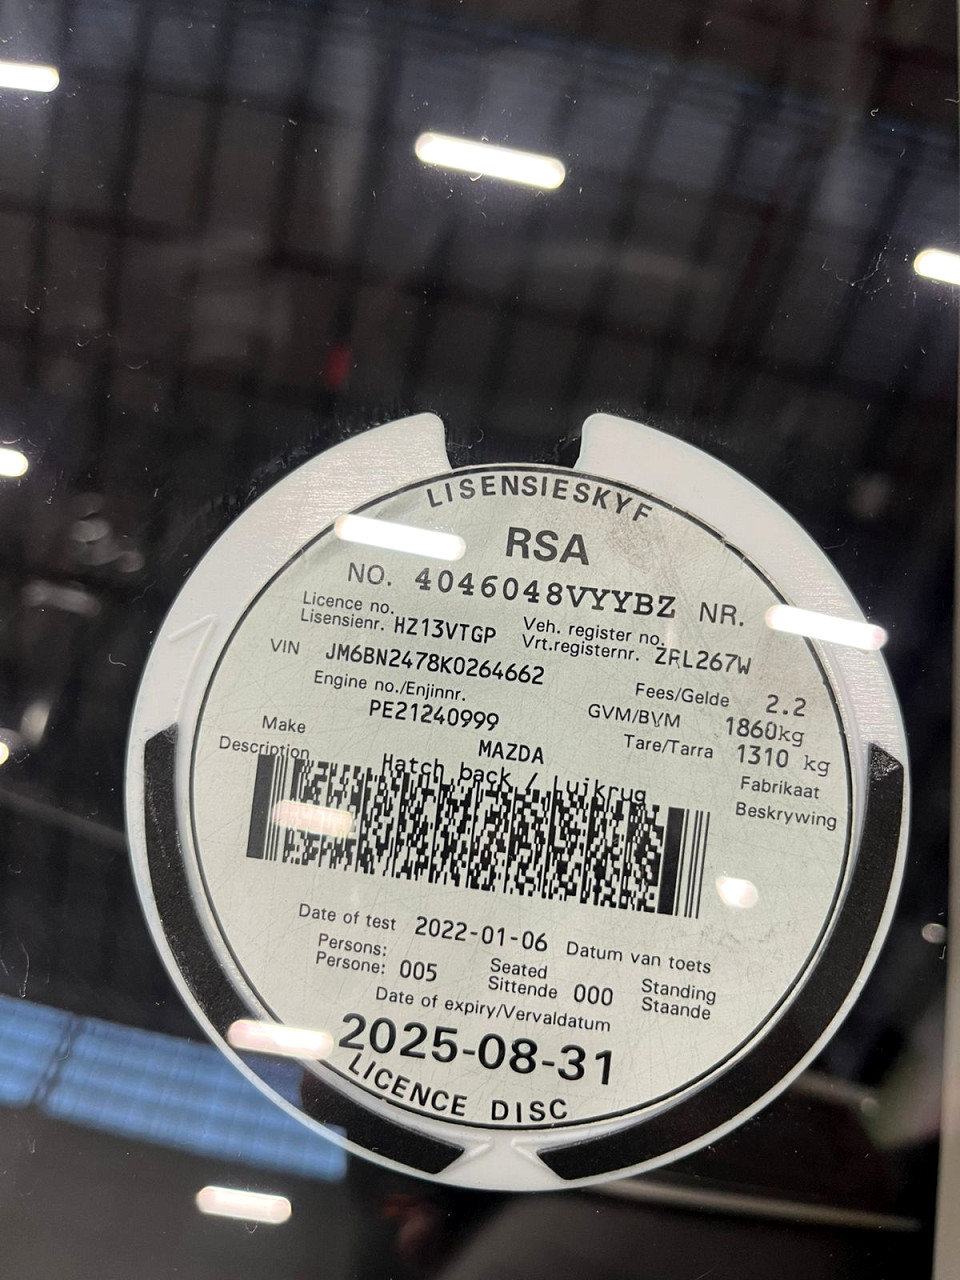 LISENSIESKYF
RSA
NO. 4046048VYYBZ NR.
Licence no. Veh. register no.
Lisensienr. HZ13VTGP Vrt.registernr. ZRL267W
VIN JM6BN2478K0264662 Fees/Gelde 2.2
Engine no./Enjinnr. GVM/BVM 1860kg
PE21240999 Tare/Tarra 1310 kg
Make MAZDA Fabrikaat
Description Hatch back / Luikrug Beskrywing
Date of test 2022-01-06 Datum van toets
Persons: Seated Standing
Persone: 005 Sittende 000 Staande
Date of expiry/Vervaldatum
2025-08-31
LICENCE DISC